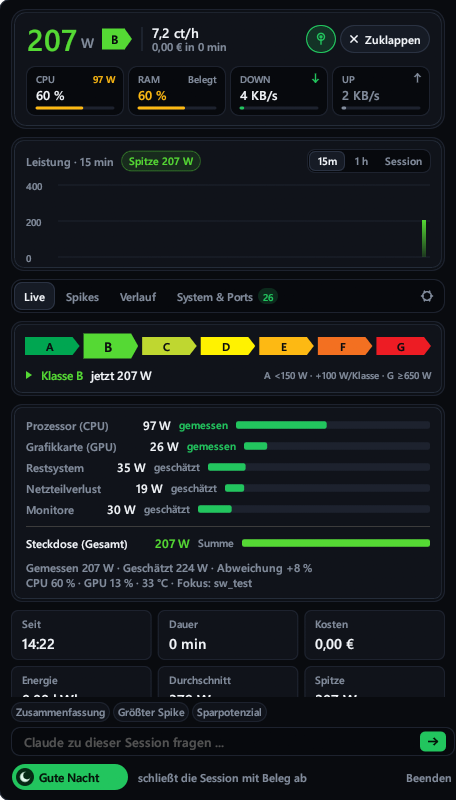 207 W B 7,2 ct/h
0,00 € in 0 min
Zuklappen
CPU 97 W
60 %
RAM Belegt
60 %
DOWN
4 KB/s
UP
2 KB/s
Leistung · 15 min Spitze 207 W 15m 1 h Session
400
200
0
Live Spikes Verlauf System & Ports 26
A B C D E F G
Klasse B jetzt 207 W A <150 W · +100 W/Klasse · G ≥650 W
Prozessor (CPU) 97 W gemessen
Grafikkarte (GPU) 26 W gemessen
Restsystem 35 W geschätzt
Netzteilverlust 19 W geschätzt
Monitore 30 W geschätzt
Steckdose (Gesamt) 207 W Summe
Gemessen 207 W · Geschätzt 224 W · Abweichung +8 %
CPU 60 % · GPU 13 % · 33 °C · Fokus: sw_test
Seit
14:22
Dauer
0 min
Kosten
0,00 €
Energie
Durchschnitt
Spitze
Zusammenfassung Größter Spike Sparpotenzial
Claude zu dieser Session fragen ...
Gute Nacht schließt die Session mit Beleg ab Beenden